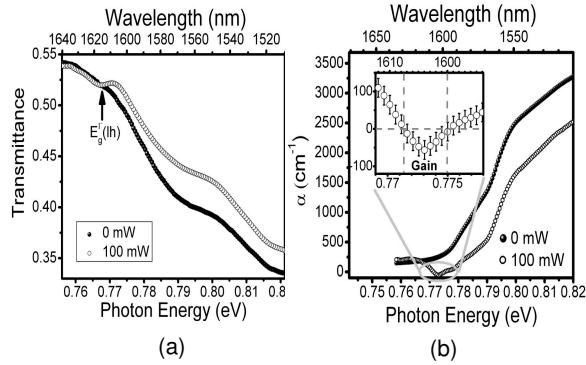 Wavelength (nm)
1640 1620 1600 1580 1560 1540 1520
Transmittance
0.55
0.50
0.45
0.40
0.35
E_g^Γ(lh)
0 mW
100 mW
0.76 0.77 0.78 0.79 0.80 0.81 0.8
Photon Energy (eV)
(a)
Wavelength (nm)
1650 1600 1550
α (cm⁻¹)
3500
3000
2500
2000
1500
1000
500
0
1610 1600
100
0
-100
Gain
0.77 0.775
0 mW
100 mW
0.75 0.76 0.77 0.78 0.79 0.80 0.81 0.82
Photon Energy (eV)
(b)